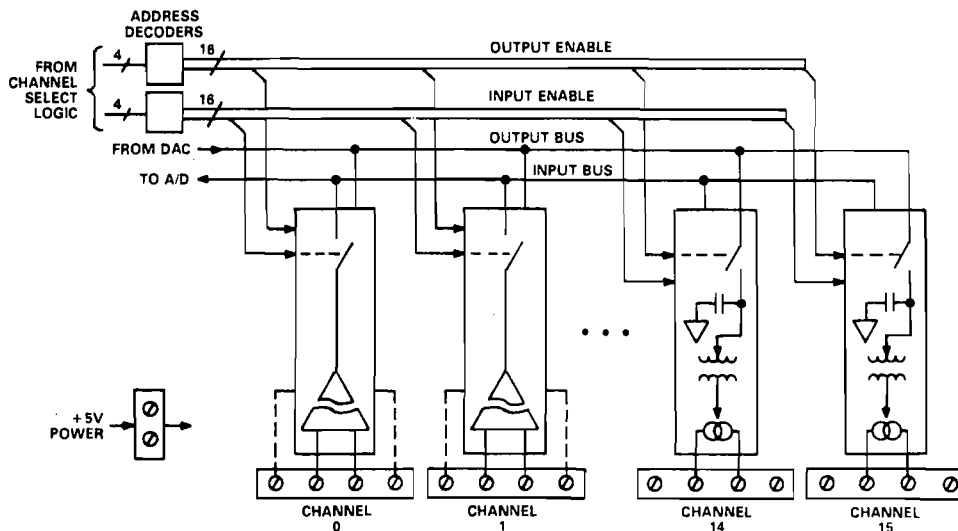 ADDRESS
DECODERS
FROM
CHANNEL
SELECT
LOGIC
4
16
OUTPUT ENABLE
4
16
INPUT ENABLE
OUTPUT BUS
FROM DAC
TO A/D
INPUT BUS
+5V
POWER
CHANNEL
0
CHANNEL
1
CHANNEL
14
CHANNEL
15